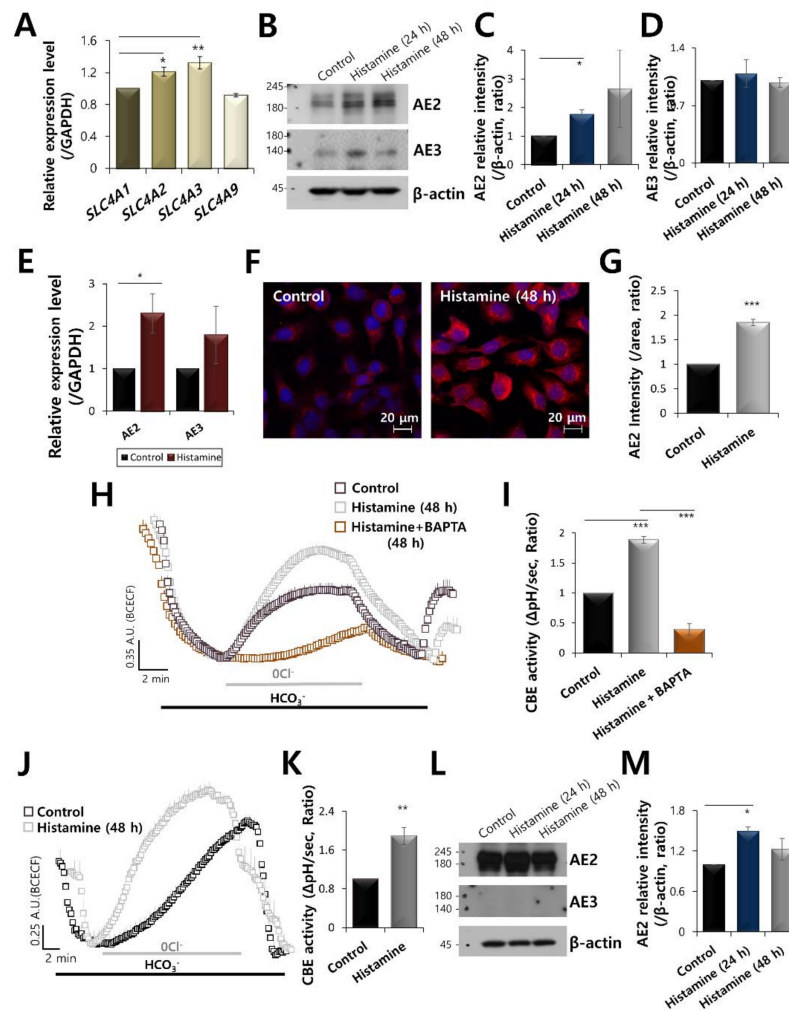 A
Relative expression level
(/GAPDH)
1.6
1.2
0.8
0.4
0
*
**
SLC4A1
SLC4A2
SLC4A3
SLC4A9
B
Control
Histamine (24 h)
Histamine (48 h)
245
180
AE2
180
140
AE3
45
β-actin
C
AE2 relative intensity
(/β-actin, ratio)
4
3
2
1
0
*
Control
Histamine (24 h)
Histamine (48 h)
D
AE3 relative intensity
(/β-actin, ratio)
1.4
0.7
0
Control
Histamine (24 h)
Histamine (48 h)
E
Relative expression level
(/GAPDH)
3
2
1
0
*
AE2
AE3
Control
Histamine
F
Control
20 μm
Histamine (48 h)
20 μm
G
AE2 Intensity (/area, ratio)
2.5
2
1.5
1
0.5
0
***
Control
Histamine
H
Control
Histamine (48 h)
Histamine+BAPTA
(48 h)
0.35 A.U. (BCECF)
2 min
0Cl-
HCO3-
I
CBE activity (ΔpH/sec, Ratio)
2
1.5
1
0.5
0
***
***
Control
Histamine
Histamine + BAPTA
J
Control
Histamine (48 h)
0.25 A.U.(BCECF)
2 min
0Cl-
HCO3-
K
CBE activity (ΔpH/sec, Ratio)
2.4
1.6
0.8
0
**
Control
Histamine
L
Control
Histamine (24 h)
Histamine (48 h)
245
180
AE2
180
140
AE3
45
β-actin
M
AE2 relative intensity
(/β-actin, ratio)
1.8
1.2
0.6
0
*
Control
Histamine (24 h)
Histamine (48 h)